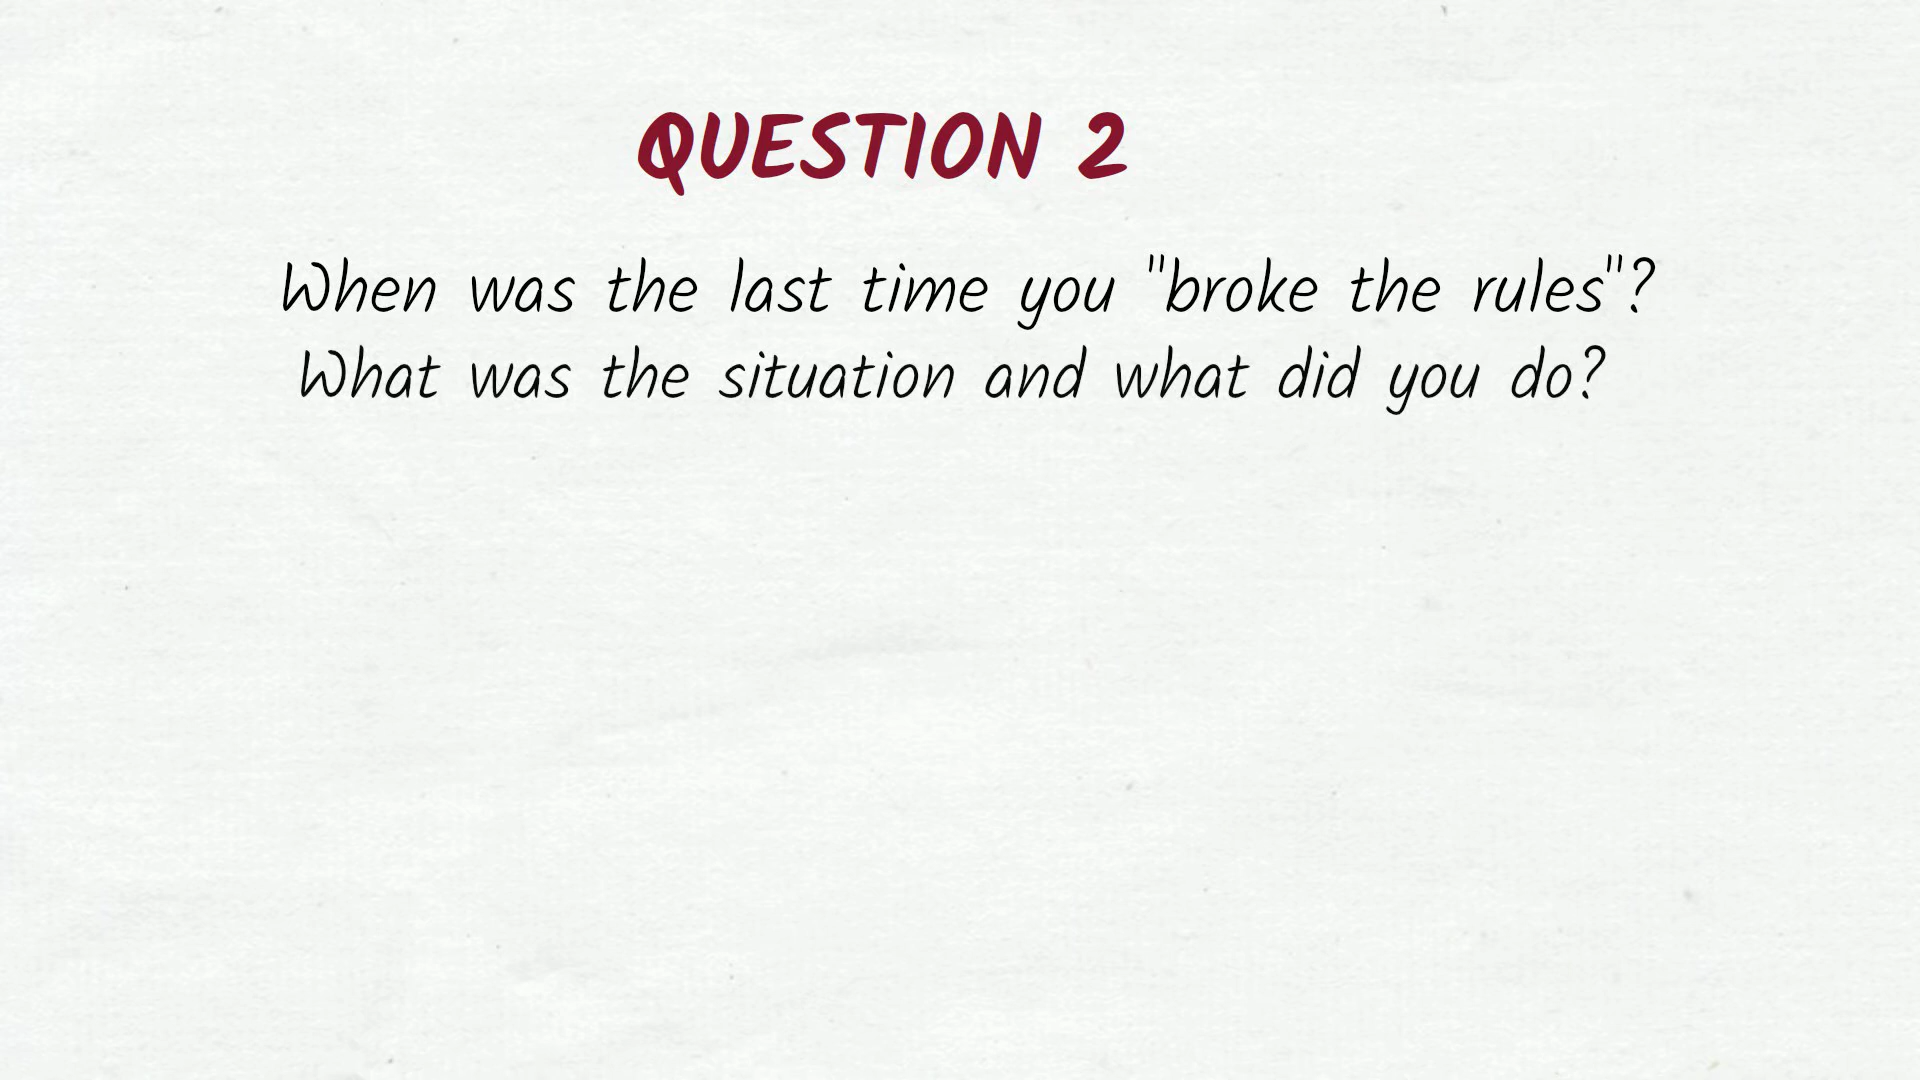 QUESTION 2
When was the last time you "broke the rules"?
What was the situation and what did you do?